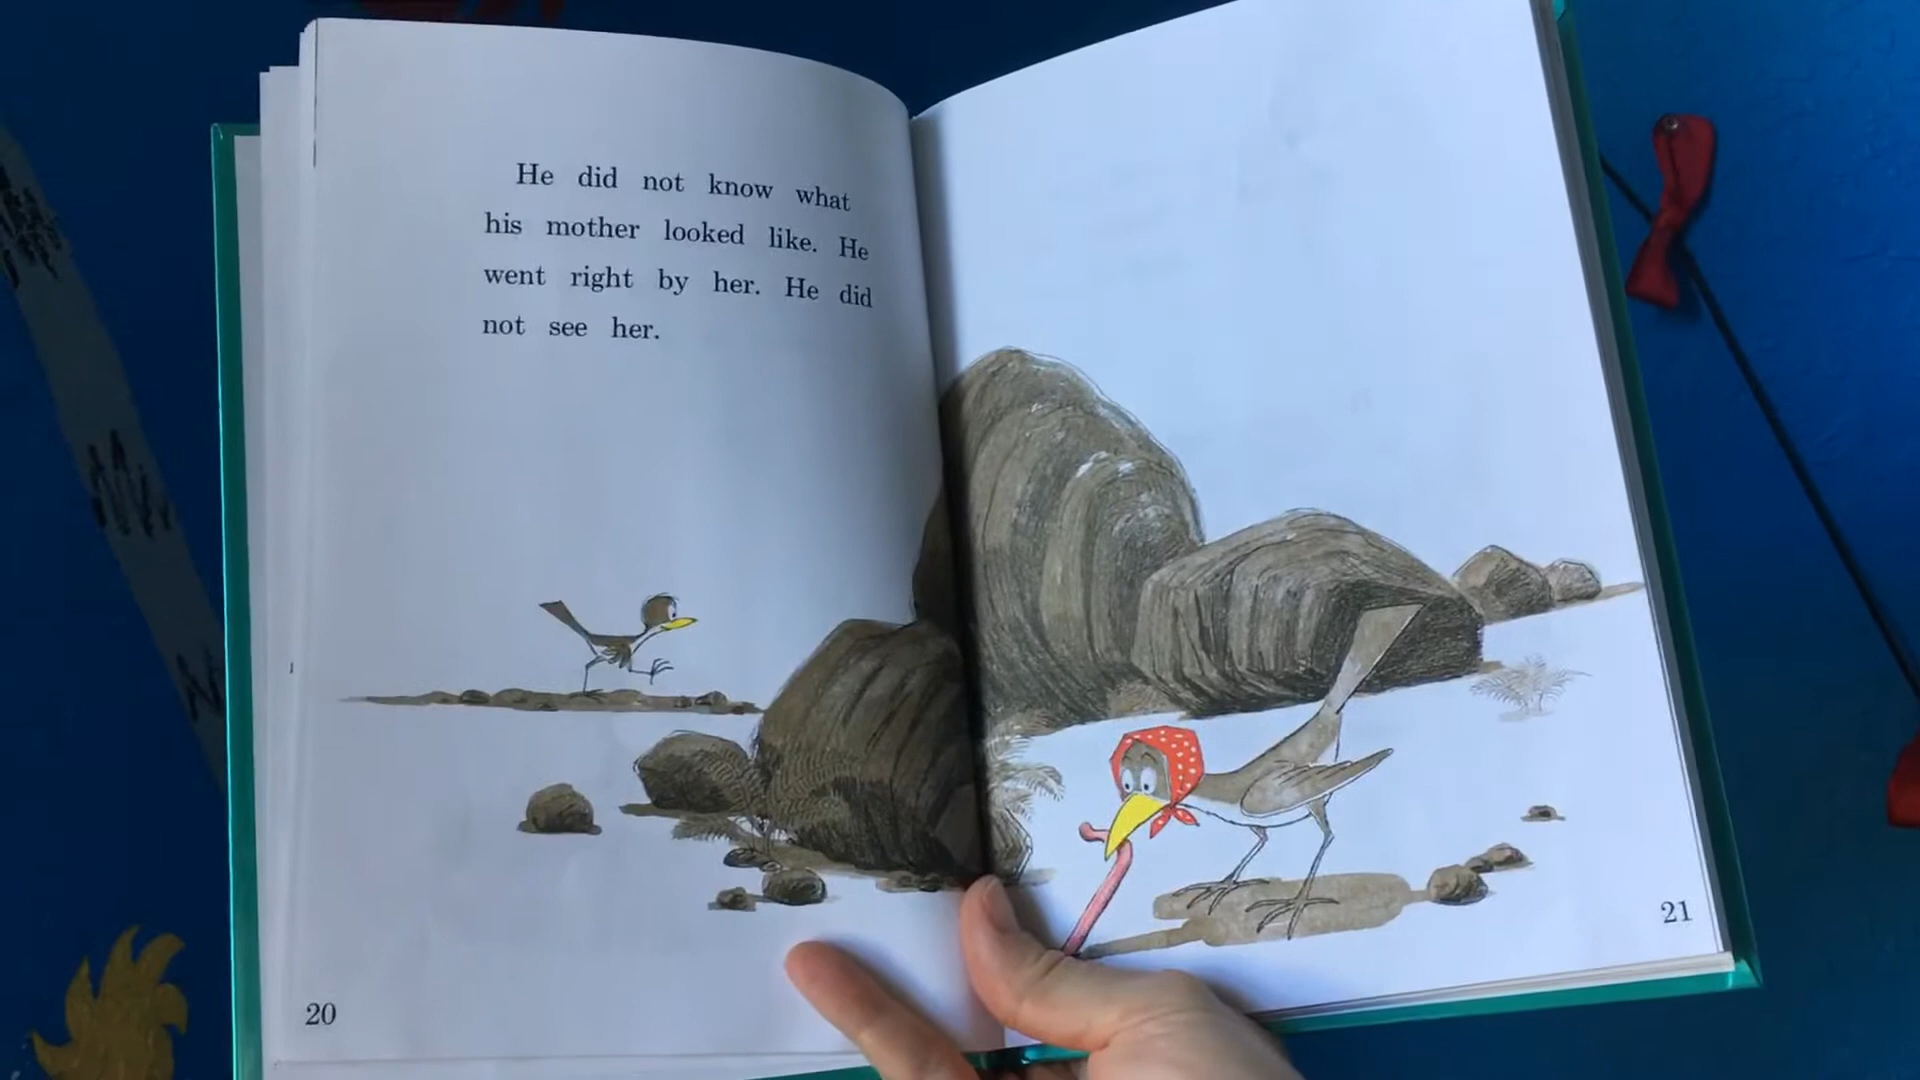 He did not know what
his mother looked like. He
went right by her. He did
not see her.
20
21